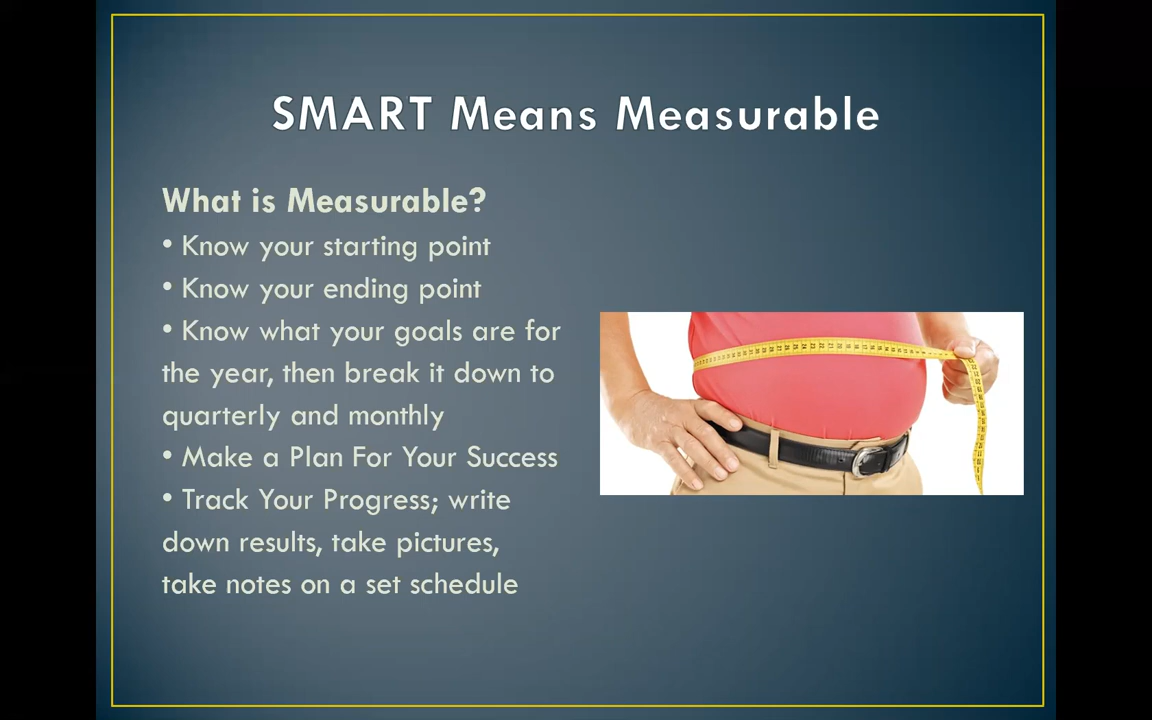 SMART Means Measurable
What is Measurable?
• Know your starting point
• Know your ending point
• Know what your goals are for
the year, then break it down to
quarterly and monthly
• Make a Plan For Your Success
• Track Your Progress; write
down results, take pictures,
take notes on a set schedule